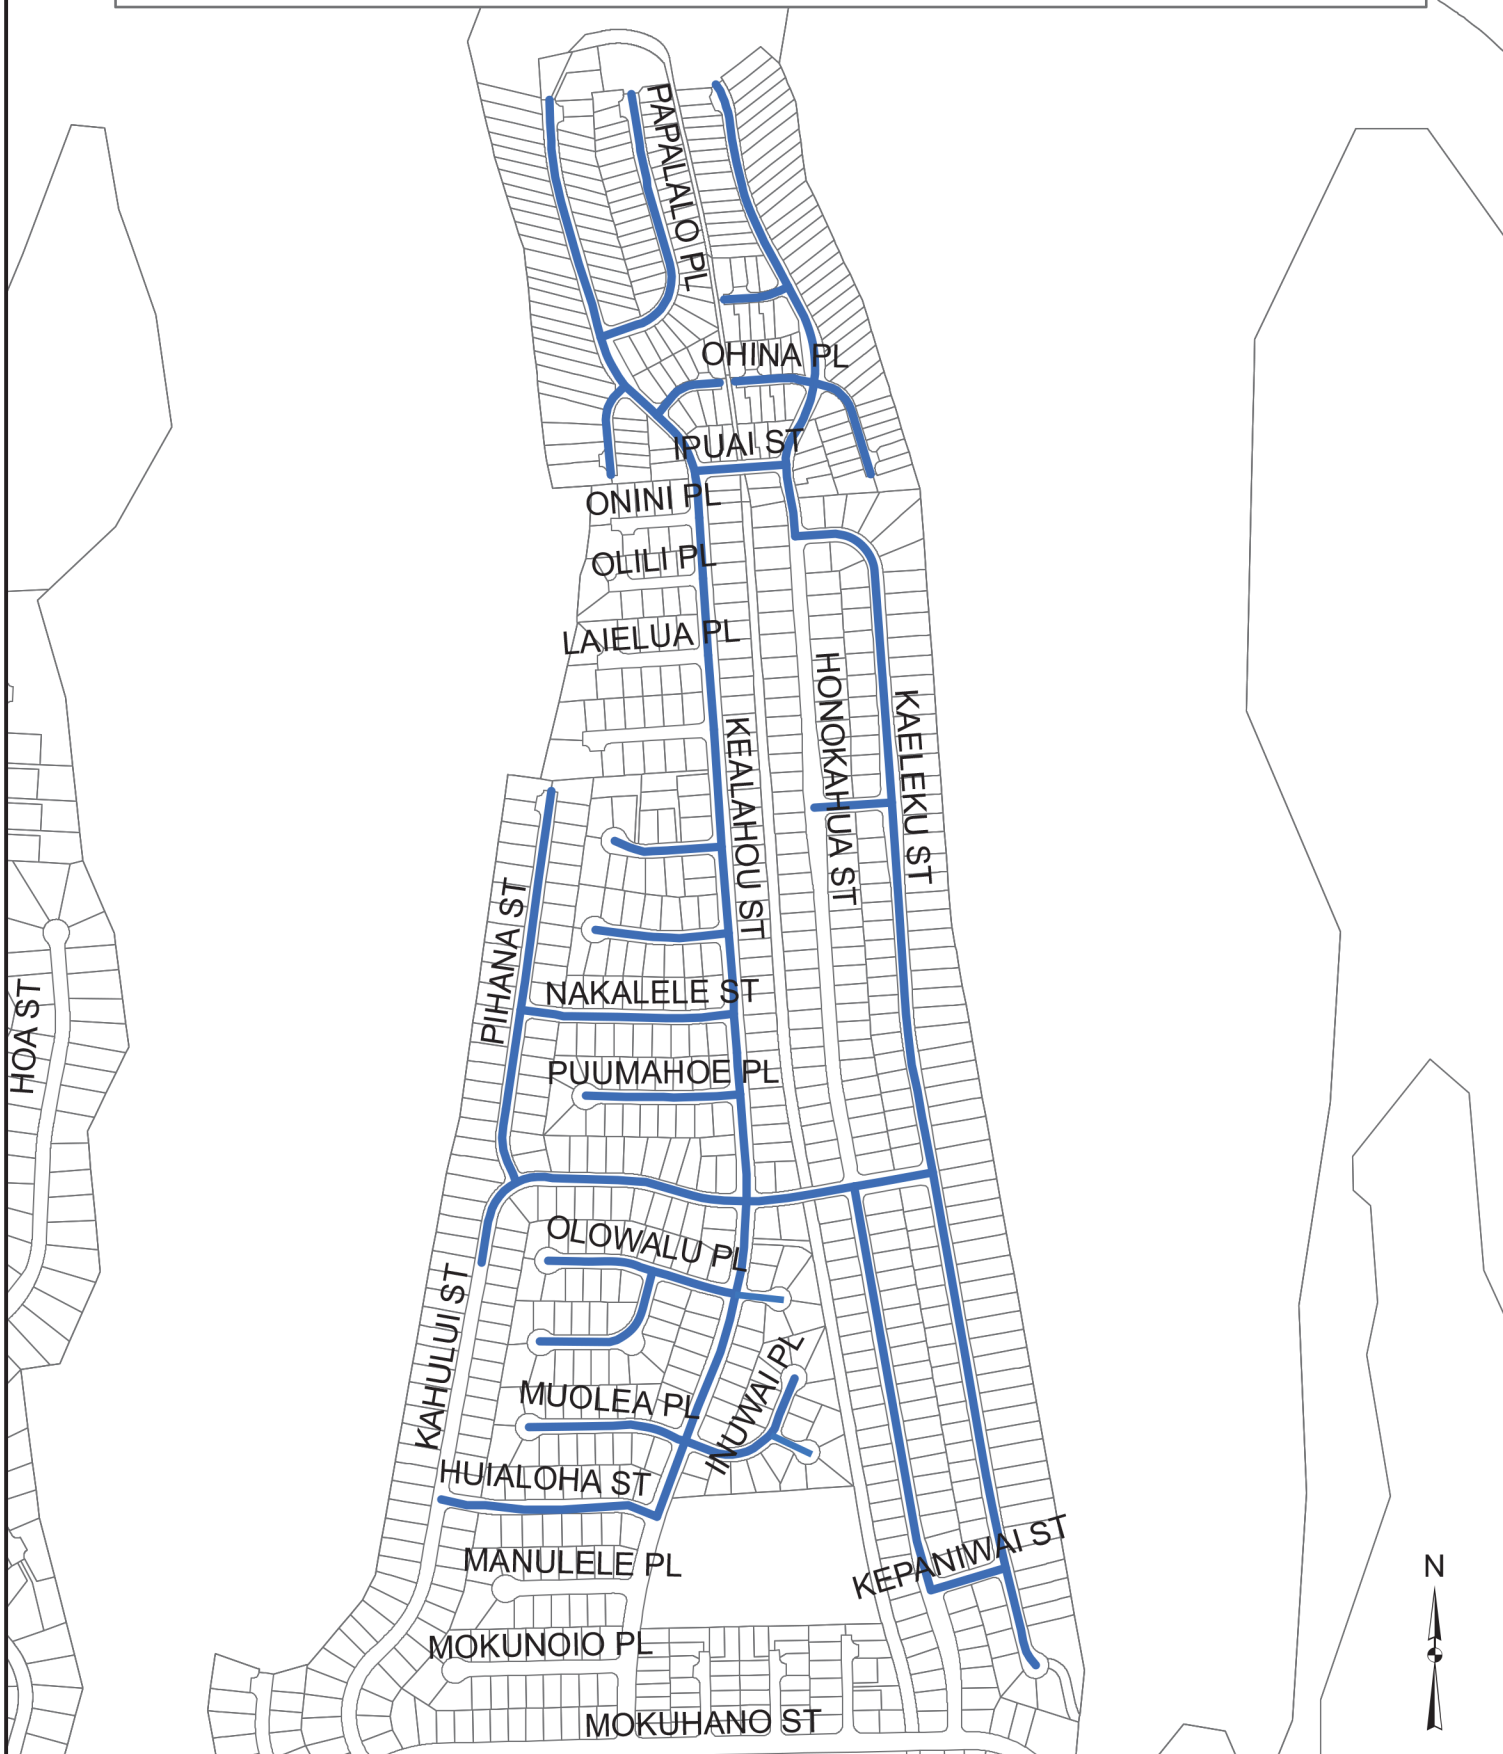 PAPALALO PL
OHINA PL
IPUAI ST
ONINI PL
OLILI PL
LAIELUA PL
HONOKAHUA ST
KAELEKU ST
KEALAHOU ST
PIHANA ST
NAKALELE ST
HOA ST
PUUMAHOE PL
OLOWALU PL
KAHULUI ST
INUWAI PL
MUOLEA PL
HUIALOHA ST
KEPANIWAI ST
MANULELE PL
N
MOKUNOIO PL
MOKUHANO ST